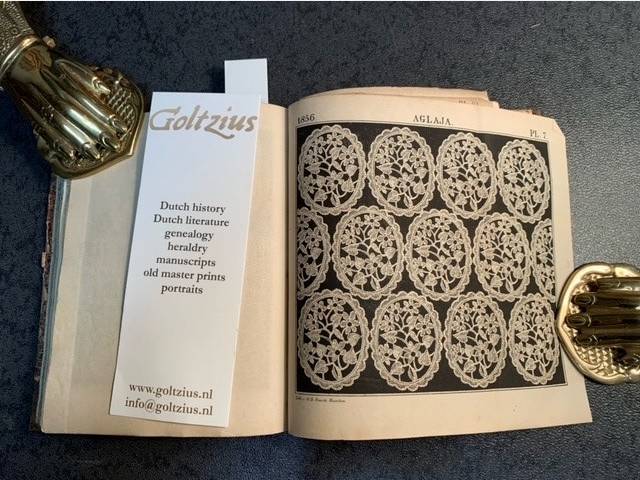 Goltzius
Dutch history
Dutch literature
genealogy
heraldry
manuscripts
old master prints
portraits
www.goltzius.nl
info@goltzius.nl
1856
AGLAJA
Pl. 7